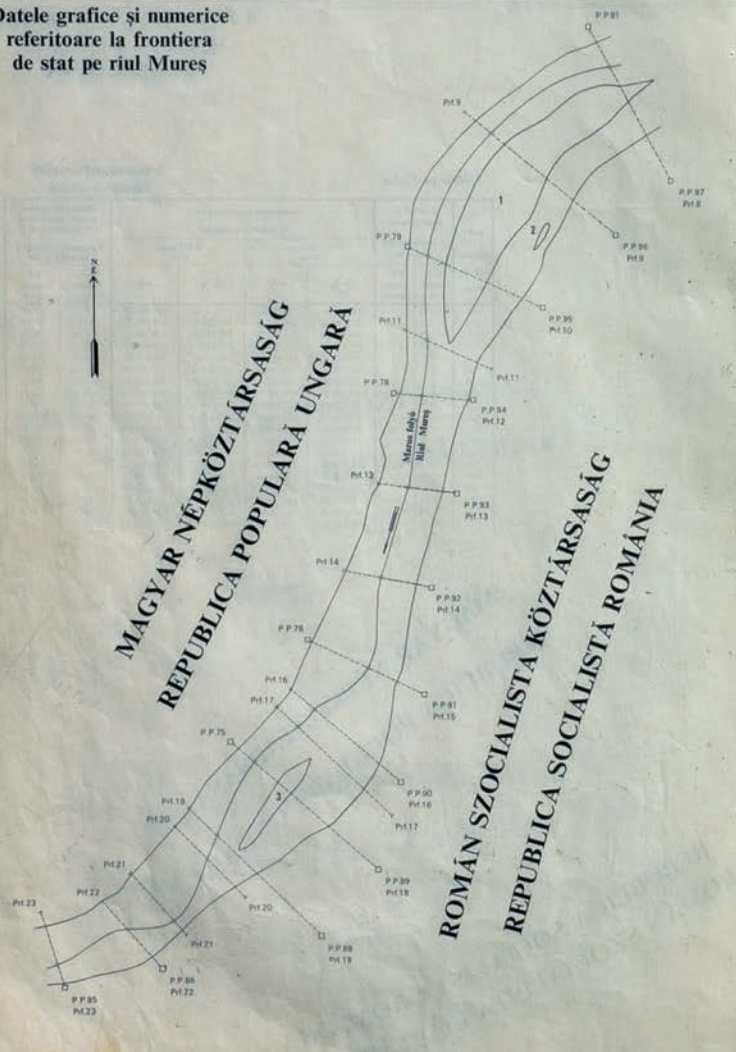 Datele grafice și numerice
referitoare la frontiera
de stat pe riul Mureș
P.P.81
Prf.9
P.P.97
Prf.8
1
2
P.P.96
Prf.9
P.P.79
N
É
P.P.95
Prf.10
Prf.11
Prf.11
P.P.78
P.P.94
Prf.12
Maros folyó
Riul Mureș
MAGYAR NÉPKÖZTÁRSASÁG
REPUBLICA POPULARĂ UNGARĂ
Prf.13
P.P.93
Prf.13
Prf.14
P.P.92
Prf.14
ROMÁN SZOCIALISTA KÖZTÁRSASÁG
REPUBLICA SOCIALISTĂ ROMÂNIA
P.P.76
Prf.16
P.P.91
Prf.15
Prf.17
P.P.75
3
P.P.90
Prf.16
Prf.19
Prf.17
Prf.20
P.P.89
Prf.18
Prf.21
Prf.22
Prf.20
Prf.23
Prf.21
P.P.88
Prf.19
P.P.86
Prf.22
P.P.85
Prf.23